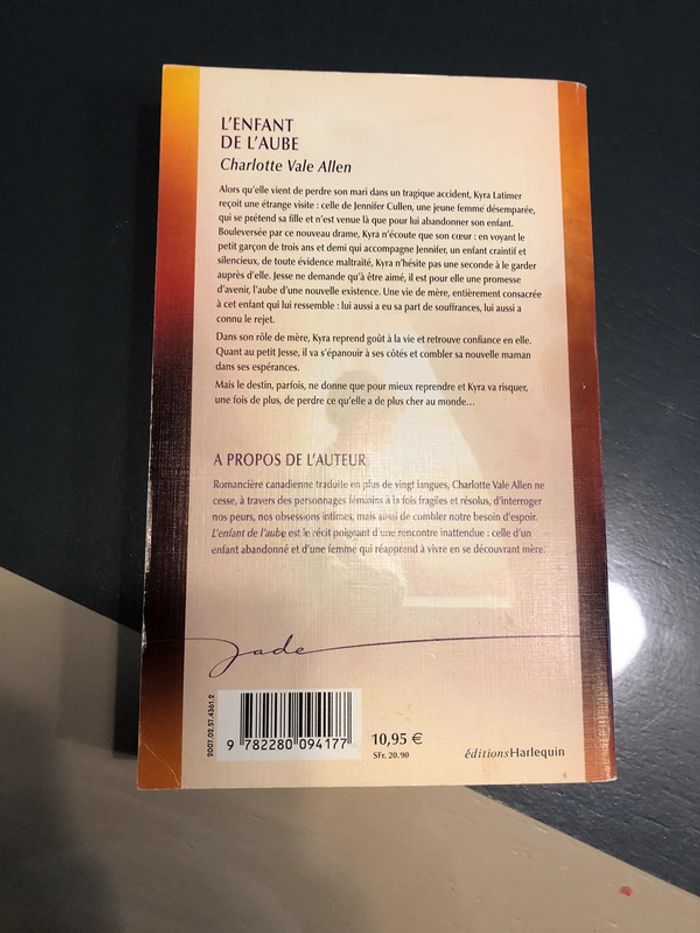 L'ENFANT
DE L'AUBE
Charlotte Vale Allen
Alors qu'elle vient de perdre son mari dans un tragique accident, Kyra Latimer
reçoit une étrange visite : celle de Jennifer Cullen, une jeune femme désemparée,
qui se prétend sa fille et n'est venue là que pour lui abandonner son enfant.
Bouleversée par ce nouveau drame, Kyra n'écoute que son cœur : en voyant le
petit garçon de trois ans et demi qui accompagne Jennifer, un enfant craintif et
silencieux, de toute évidence maltraité, Kyra n'hésite pas une seconde à le garder
auprès d'elle. Jesse ne demande qu'à être aimé, il est pour elle une promesse
d'avenir, l'aube d'une nouvelle existence. Une vie de mère, entièrement consacrée
à cet enfant qui lui ressemble : lui aussi a eu sa part de souffrances, lui aussi a
connu le rejet.
Dans son rôle de mère, Kyra reprend goût à la vie et retrouve confiance en elle.
Quant au petit Jesse, il va s'épanouir à ses côtés et combler sa nouvelle maman
dans ses espérances.
Mais le destin, parfois, ne donne que pour mieux reprendre et Kyra va risquer,
une fois de plus, de perdre ce qu'elle a de plus cher au monde…
A PROPOS DE L'AUTEUR
Romancière canadienne traduite en plus de vingt langues, Charlotte Vale Allen ne
cesse, à travers des personnages féminins à la fois fragiles et résolus, d'interroger
nos peurs, nos obsessions intimes, mais aussi de combler notre besoin d'espoir.
L'enfant de l'aube est le récit poignant d'une rencontre inattendue : celle d'un
enfant abandonné et d'une femme qui réapprend à vivre en se découvrant mère.
Jade
2007.02.57.4361.2
9 782280 094177
10,95 €
SFr. 20.90
éditionsHarlequin